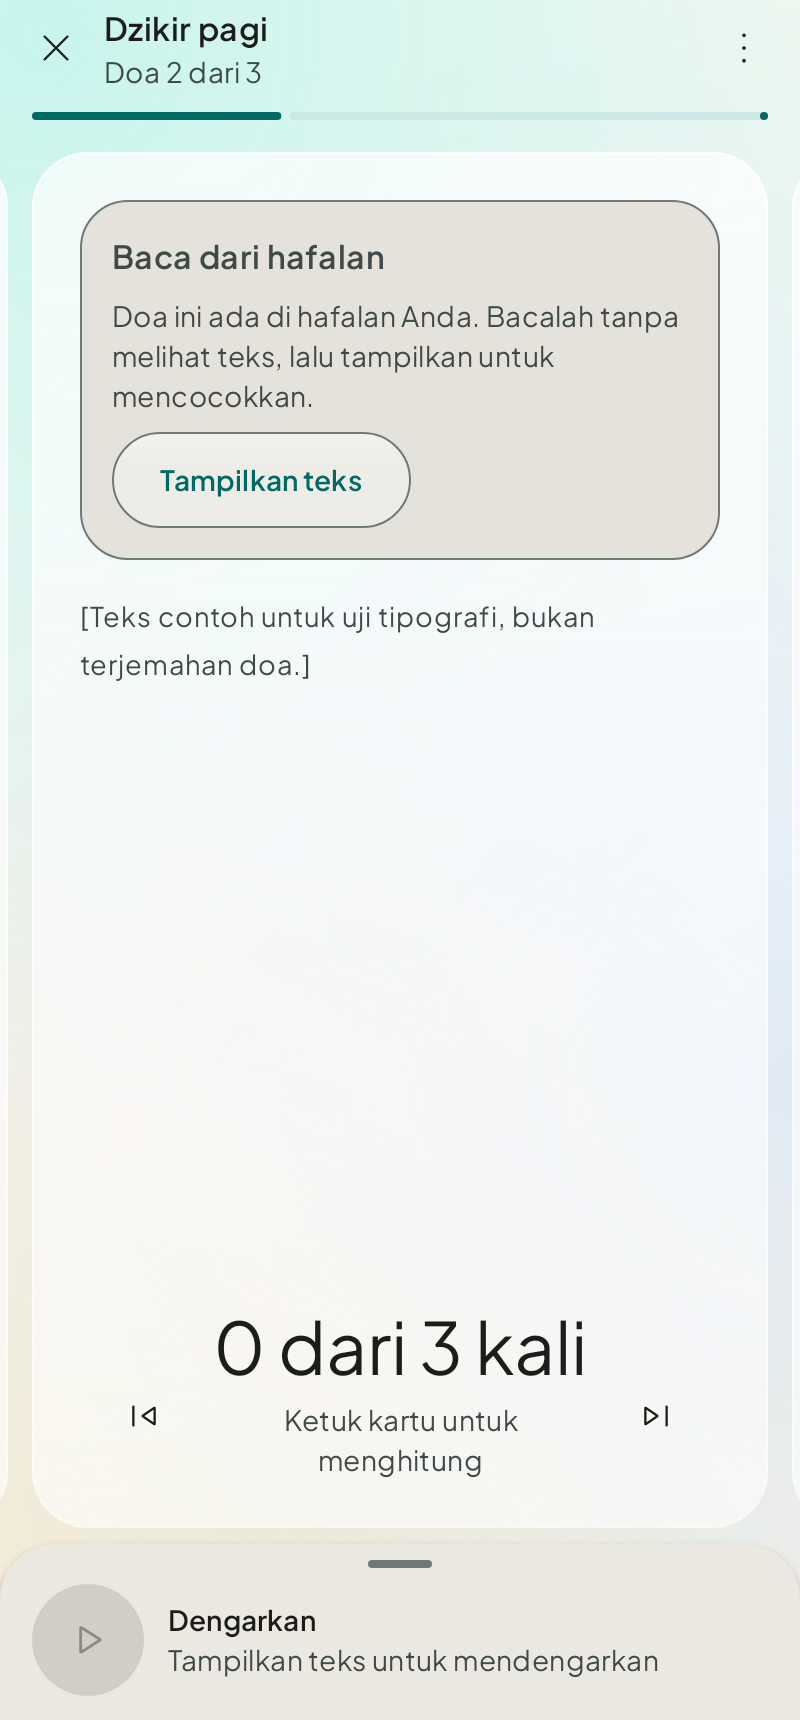 Dzikir pagi
Doa 2 dari 3
Baca dari hafalan
Doa ini ada di hafalan Anda. Bacalah tanpa
melihat teks, lalu tampilkan untuk
mencocokkan.
Tampilkan teks
[Teks contoh untuk uji tipografi, bukan
terjemahan doa.]
0 dari 3 kali
Ketuk kartu untuk
menghitung
Dengarkan
Tampilkan teks untuk mendengarkan